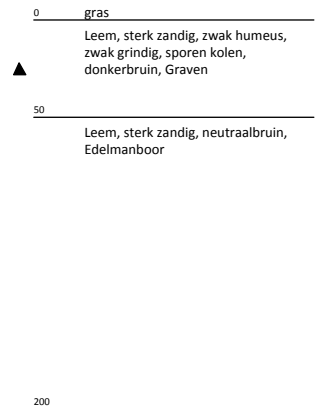 0 gras
Leem, sterk zandig, zwak humeus,
zwak grindig, sporen kolen,
donkerbruin, Graven
50
Leem, sterk zandig, neutraalbruin,
Edelmanboor
200